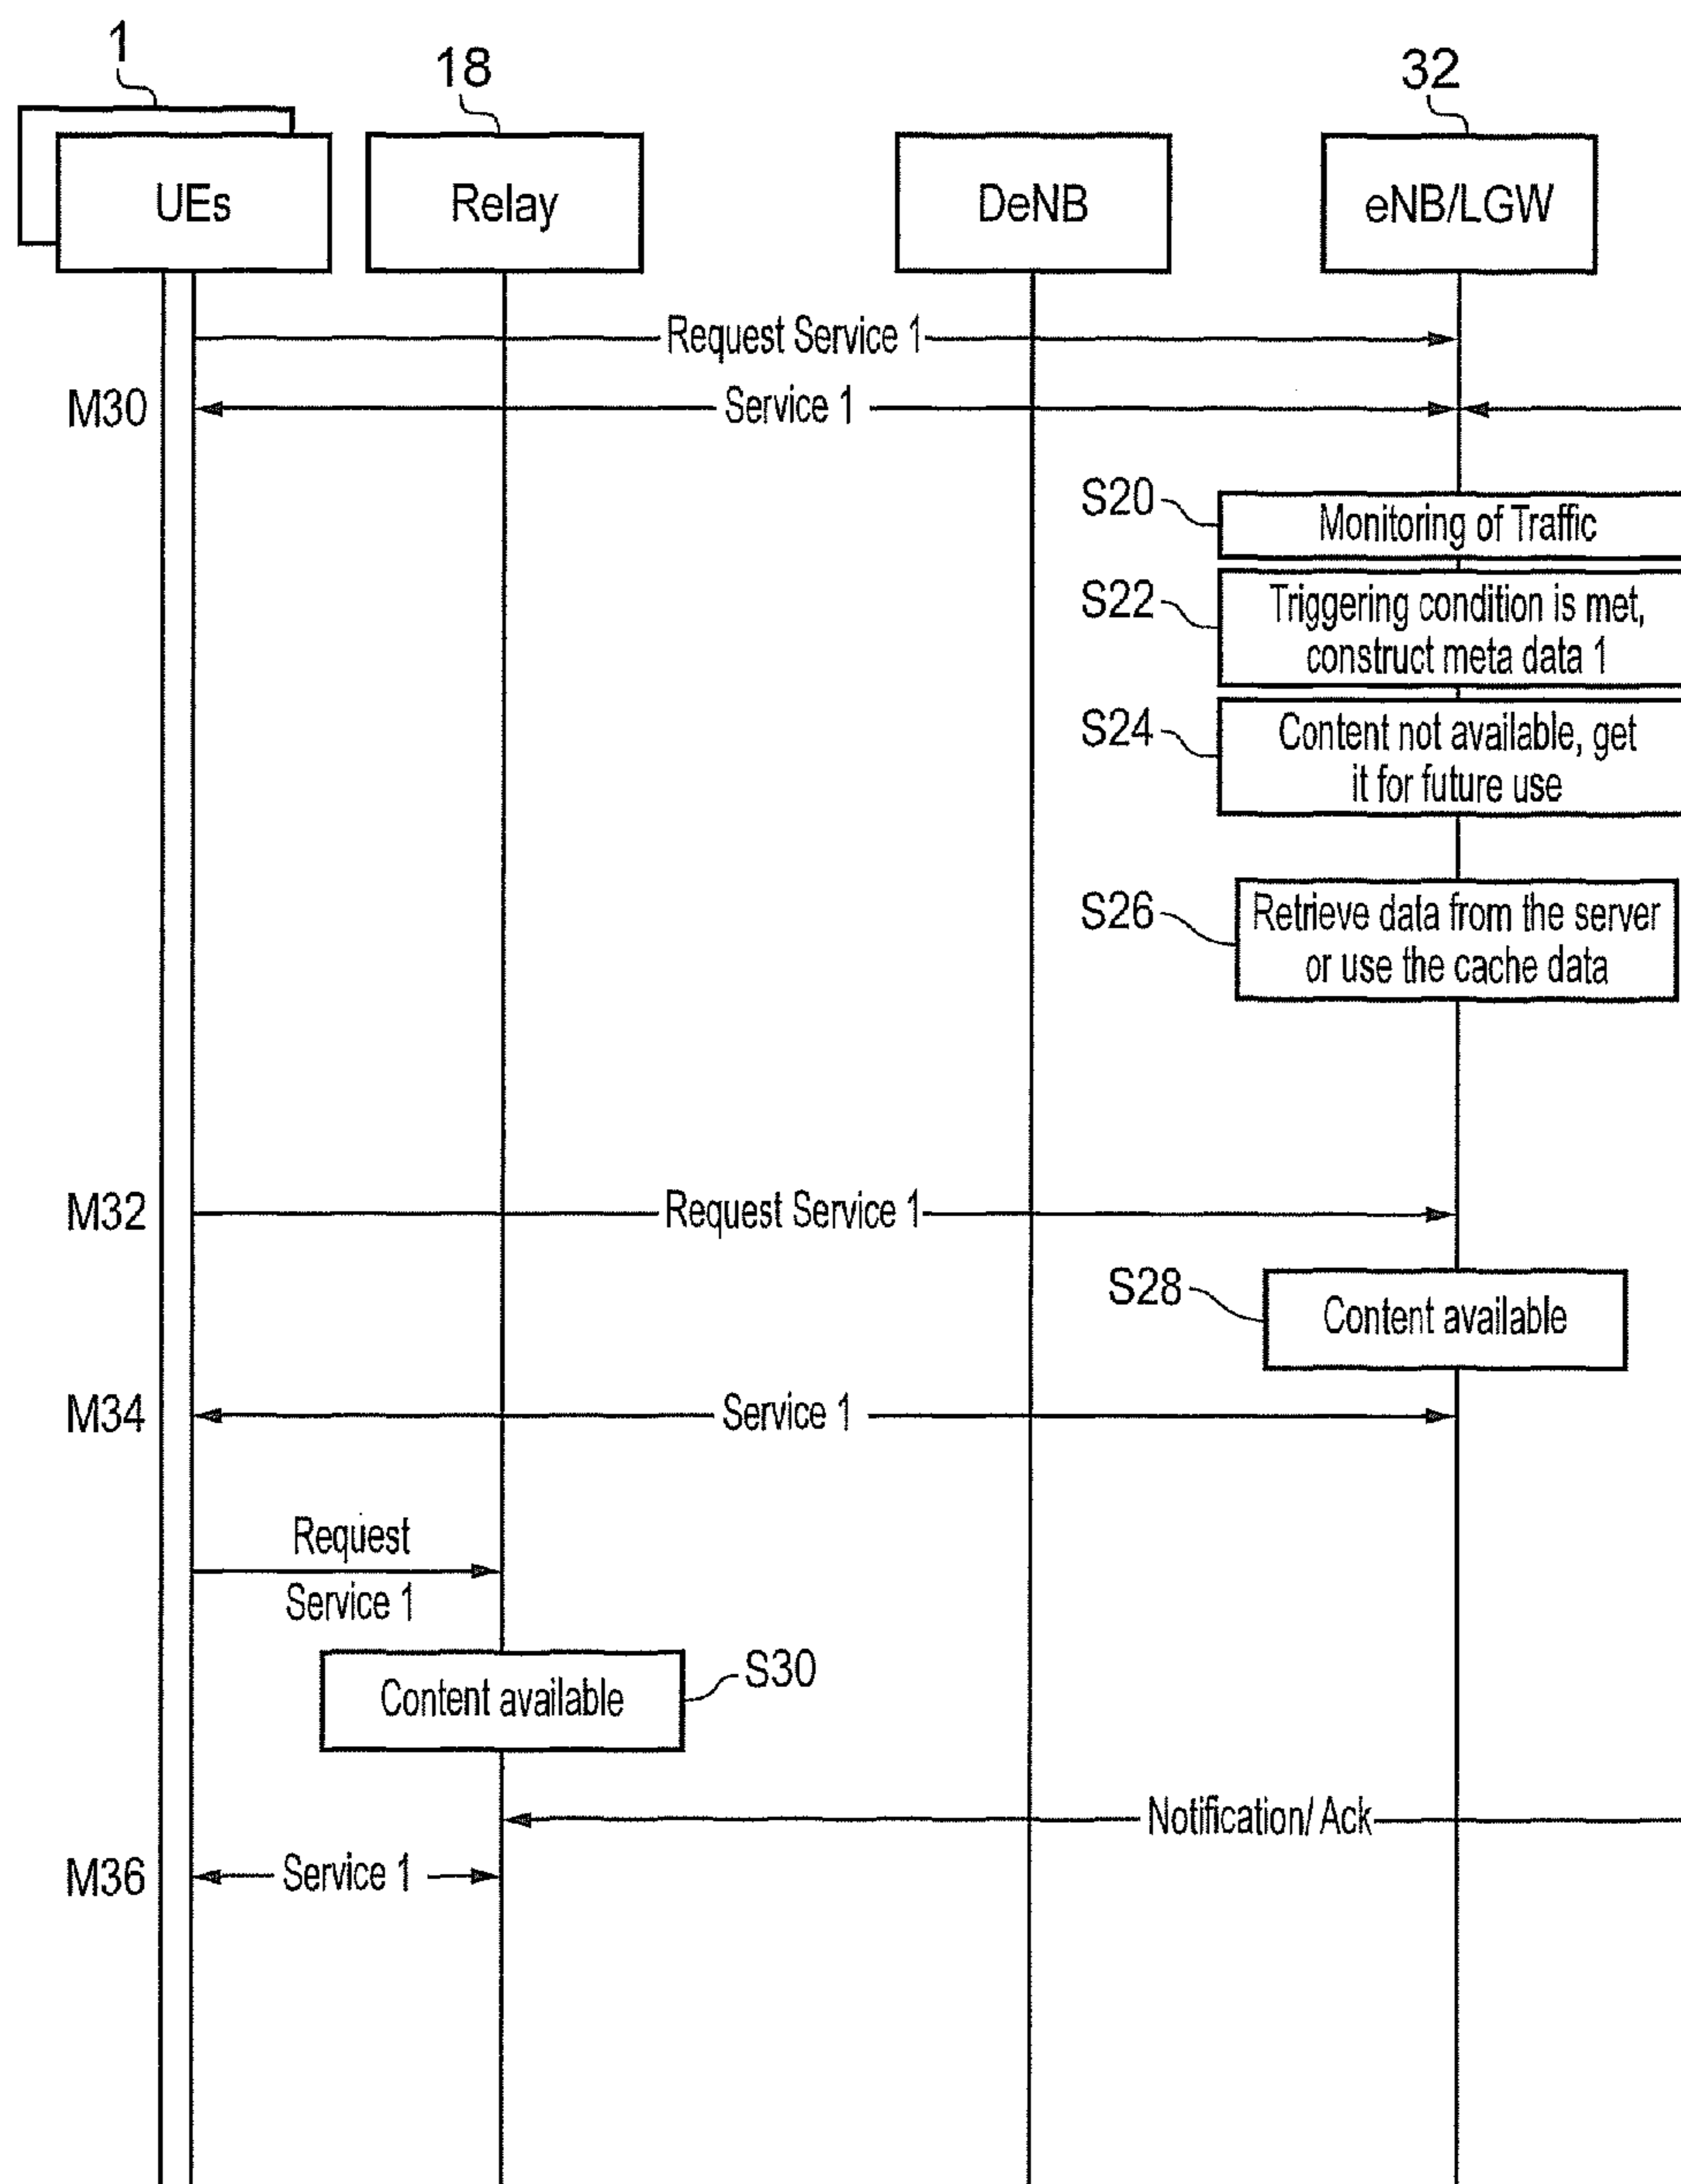 1
18
32
UEs
Relay
DeNB
eNB/LGW
Request Service 1
M30
Service 1
S20
Monitoring of Traffic
S22
Triggering condition is met,
construct meta data 1
S24
Content not available, get
it for future use
S26
Retrieve data from the server
or use the cache data
M32
Request Service 1
S28
Content available
M34
Service 1
Request
Service 1
Content available
S30
Notification/ Ack
M36
Service 1